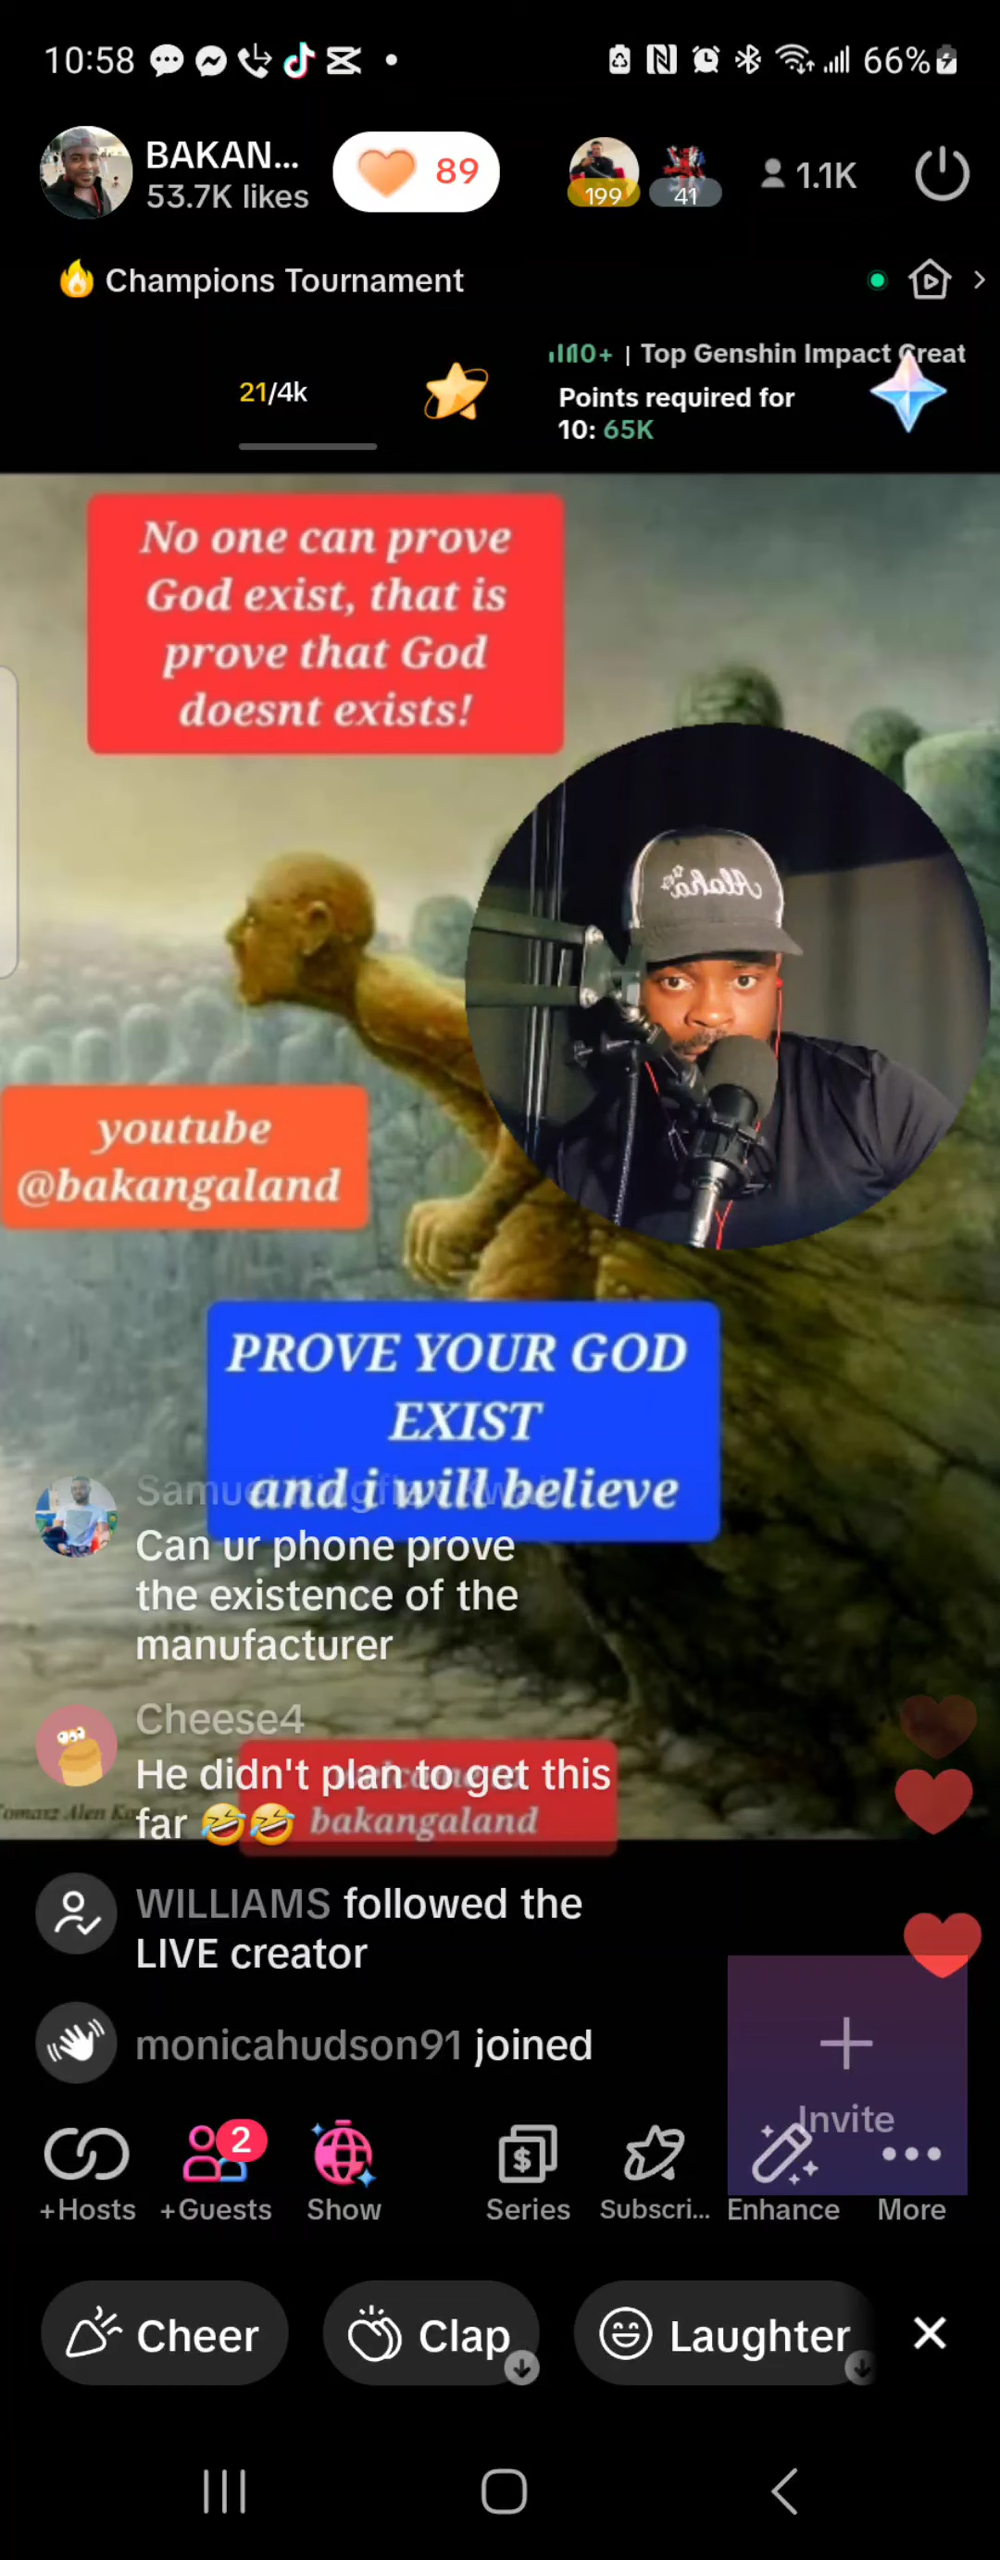 10:58
66%
BAKAN...
53.7K likes
89
199
41
1.1K
Champions Tournament
21/4k
10+ | Top Genshin Impact Creat
Points required for
10: 65K
No one can prove
God exist, that is
prove that God
doesnt exists!
Aloha
youtube
@bakangaland
PROVE YOUR GOD
EXIST
and i will believe
Can ur phone prove
the existence of the
manufacturer
Cheese4
He didn't plan to get this
far 🤣🤣
bakangaland
WILLIAMS followed the
LIVE creator
monicahudson91 joined
Invite
2
+Hosts
+Guests
Show
Series
Subscri...
Enhance
More
Cheer
Clap
Laughter